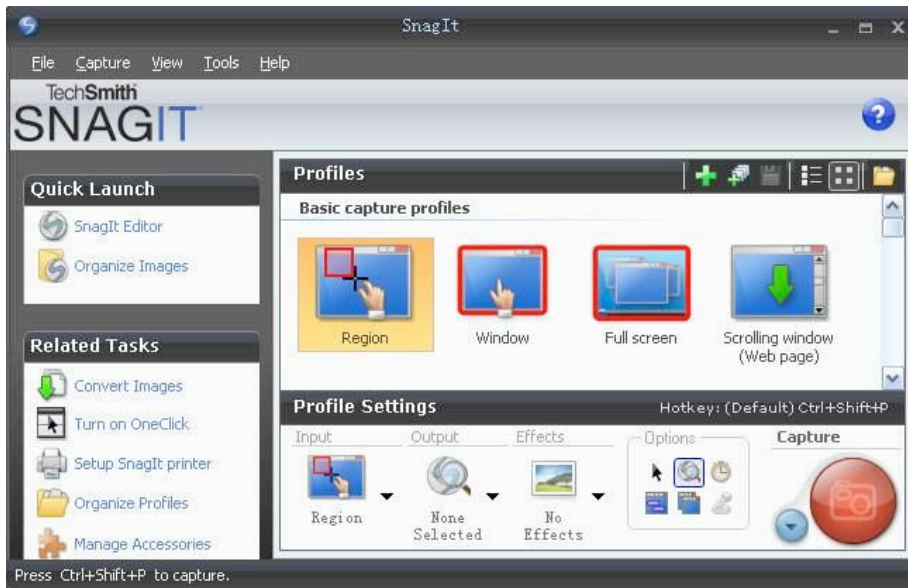 SnagIt
File Capture View Tools Help
TechSmith
SNAGIT
Quick Launch
SnagIt Editor
Organize Images
Related Tasks
Convert Images
Turn on OneClick
Setup SnagIt printer
Organize Profiles
Manage Accessories
Profiles
Basic capture profiles
Region
Window
Full screen
Scrolling window
(Web page)
Profile Settings
Hotkey: (Default) Ctrl+Shift+P
Input
Output
Effects
Options
Capture
Region
None
Selected
No
Effects
Press Ctrl+Shift+P to capture.